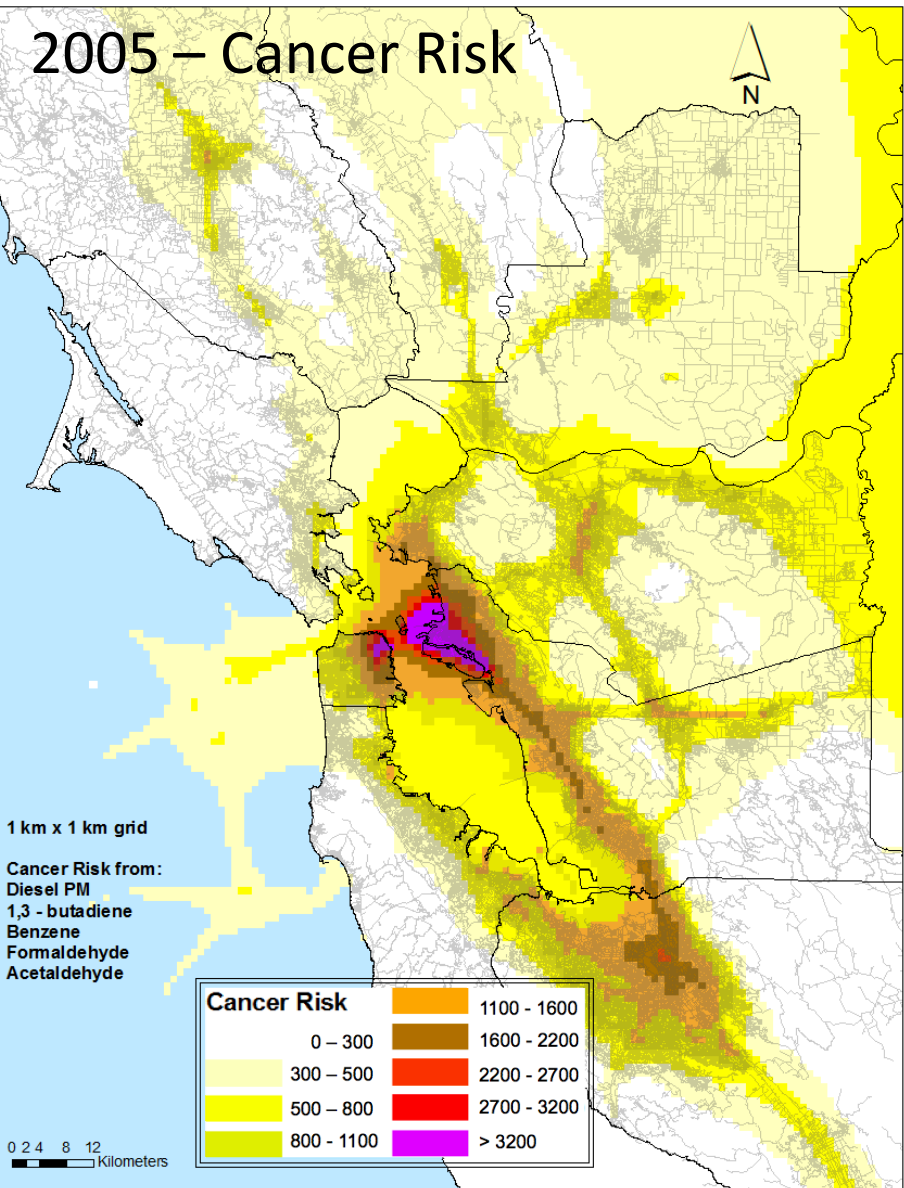 2005 – Cancer Risk
N
1 km x 1 km grid
Cancer Risk from:
Diesel PM
1,3 - butadiene
Benzene
Formaldehyde
Acetaldehyde
Cancer Risk
0 – 300
300 – 500
500 – 800
800 - 1100
1100 - 1600
1600 - 2200
2200 - 2700
2700 - 3200
> 3200
0 2 4 8 12
Kilometers